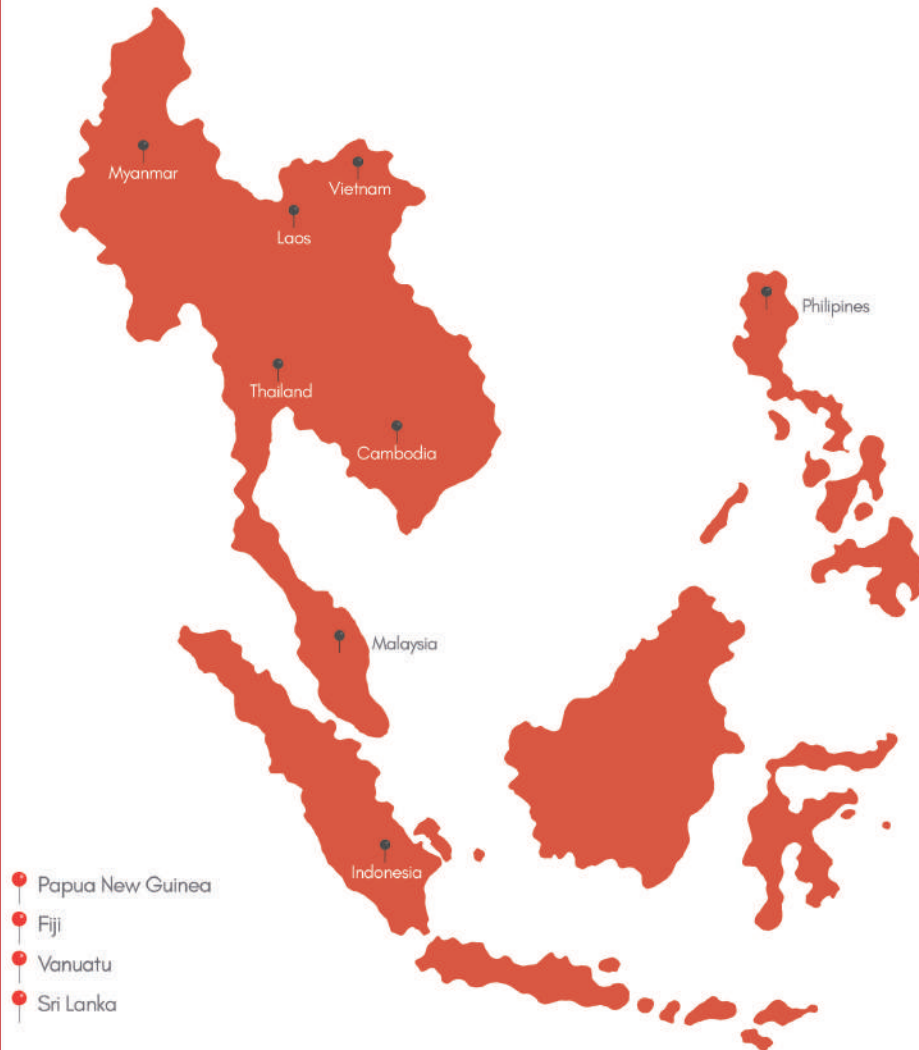 Myanmar
Vietnam
Laos
Philipines
Thailand
Cambodia
Malaysia
Indonesia
Papua New Guinea
Fiji
Vanuatu
Sri Lanka